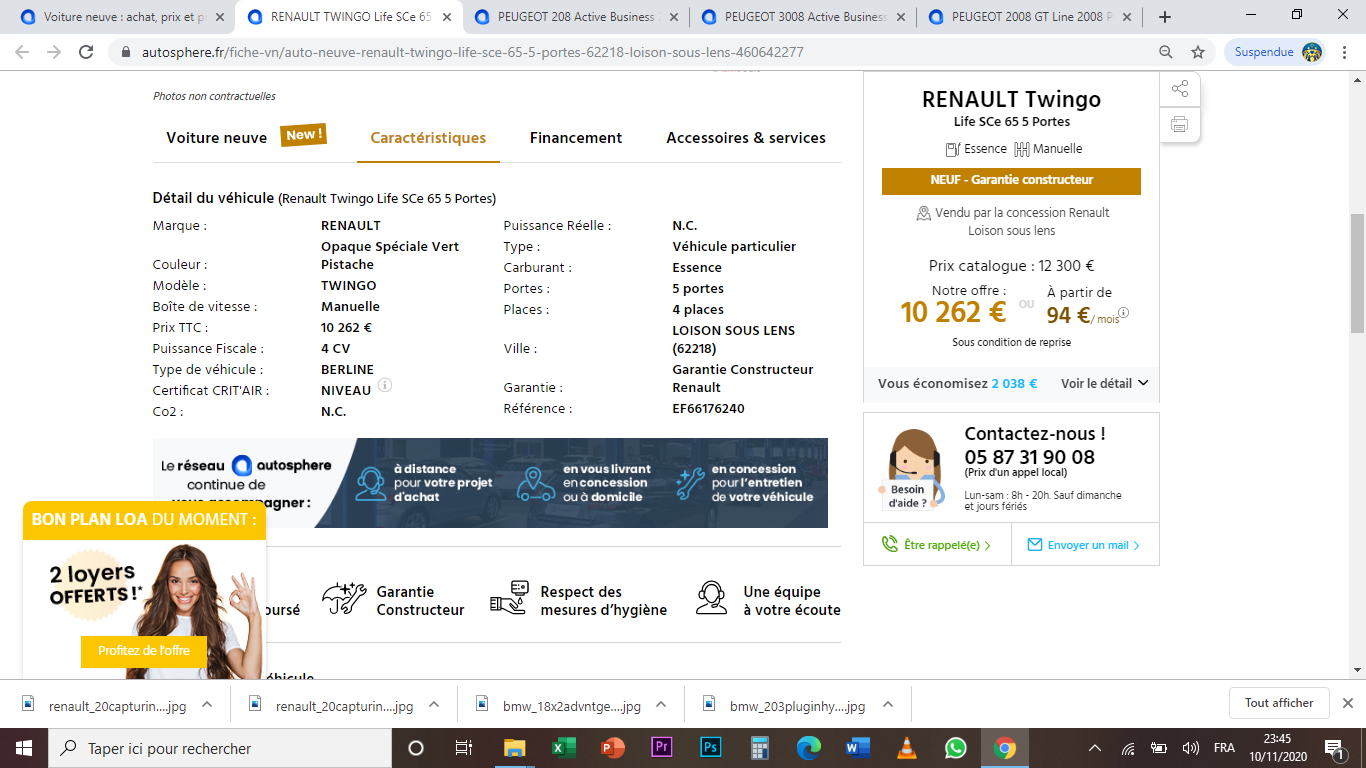 Voiture neuve : achat, prix et p
RENAULT TWINGO Life SCe 65
PEUGEOT 208 Active Business
PEUGEOT 3008 Active Business
PEUGEOT 2008 GT Line 2008 P
autosphere.fr/fiche-vn/auto-neuve-renault-twingo-life-sce-65-5-portes-62218-loison-sous-lens-460642277
Suspendue
Photos non contractuelles
Voiture neuve New ! Caractéristiques Financement Accessoires & services
Détail du véhicule (Renault Twingo Life SCe 65 5 Portes)
Marque : RENAULT
Couleur : Opaque Spéciale Vert
Pistache
Modèle : TWINGO
Boîte de vitesse : Manuelle
Prix TTC : 10 262 €
Puissance Fiscale : 4 CV
Type de véhicule : BERLINE
Certificat CRIT'AIR : NIVEAU
Co2 : N.C.
Puissance Réelle : N.C.
Type : Véhicule particulier
Carburant : Essence
Portes : 5 portes
Places : 4 places
Ville : LOISON SOUS LENS
(62218)
Garantie : Garantie Constructeur
Renault
Référence : EF66176240
RENAULT Twingo
Life SCe 65 5 Portes
Essence Manuelle
NEUF - Garantie constructeur
Vendu par la concession Renault
Loison sous lens
Prix catalogue : 12 300 €
Notre offre :
10 262 €
OU
À partir de
94 €/ mois
Sous condition de reprise
Vous économisez 2 038 € Voir le détail
Contactez-nous !
05 87 31 90 08
(Prix d'un appel local)
Lun-sam : 8h - 20h. Sauf dimanche
et jours fériés
Besoin
d'aide ?
Être rappelé(e) Envoyer un mail
Le réseau autosphere
continue de
gner :
à distance
pour votre projet
d'achat
en vous livrant
en concession
ou à domicile
en concession
pour l'entretien
de votre véhicule
BON PLAN LOA DU MOMENT :
2 loyers
OFFERTS !*
Profitez de l'offre
oursé
Garantie
Constructeur
Respect des
mesures d'hygiène
Une équipe
à votre écoute
renault_20capturin....jpg
renault_20capturin....jpg
bmw_18x2advntge....jpg
bmw_203pluginhy....jpg
Tout afficher
Taper ici pour rechercher
FRA
23:45
10/11/2020
1